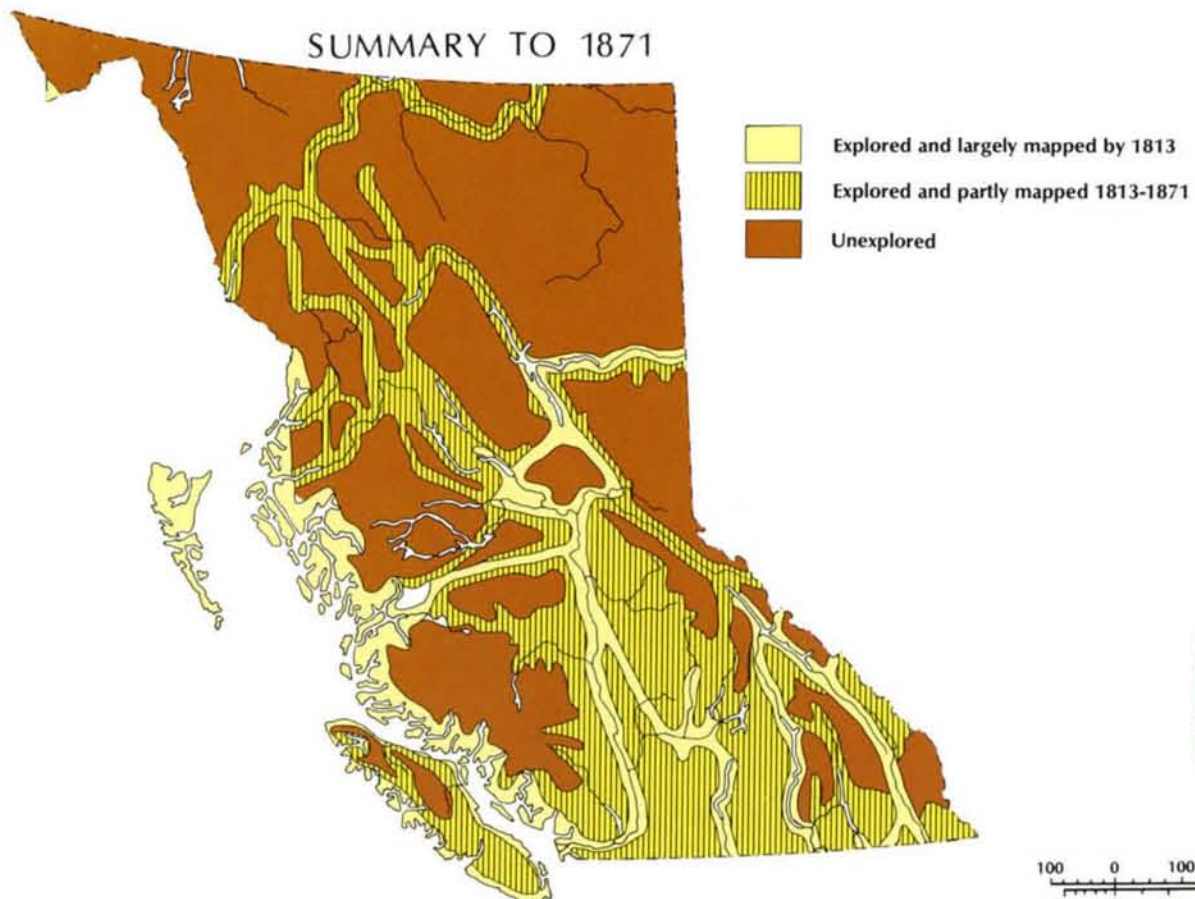 SUMMARY TO 1871
Explored and largely mapped by 1813
Explored and partly mapped 1813-1871
Unexplored
100 0 100